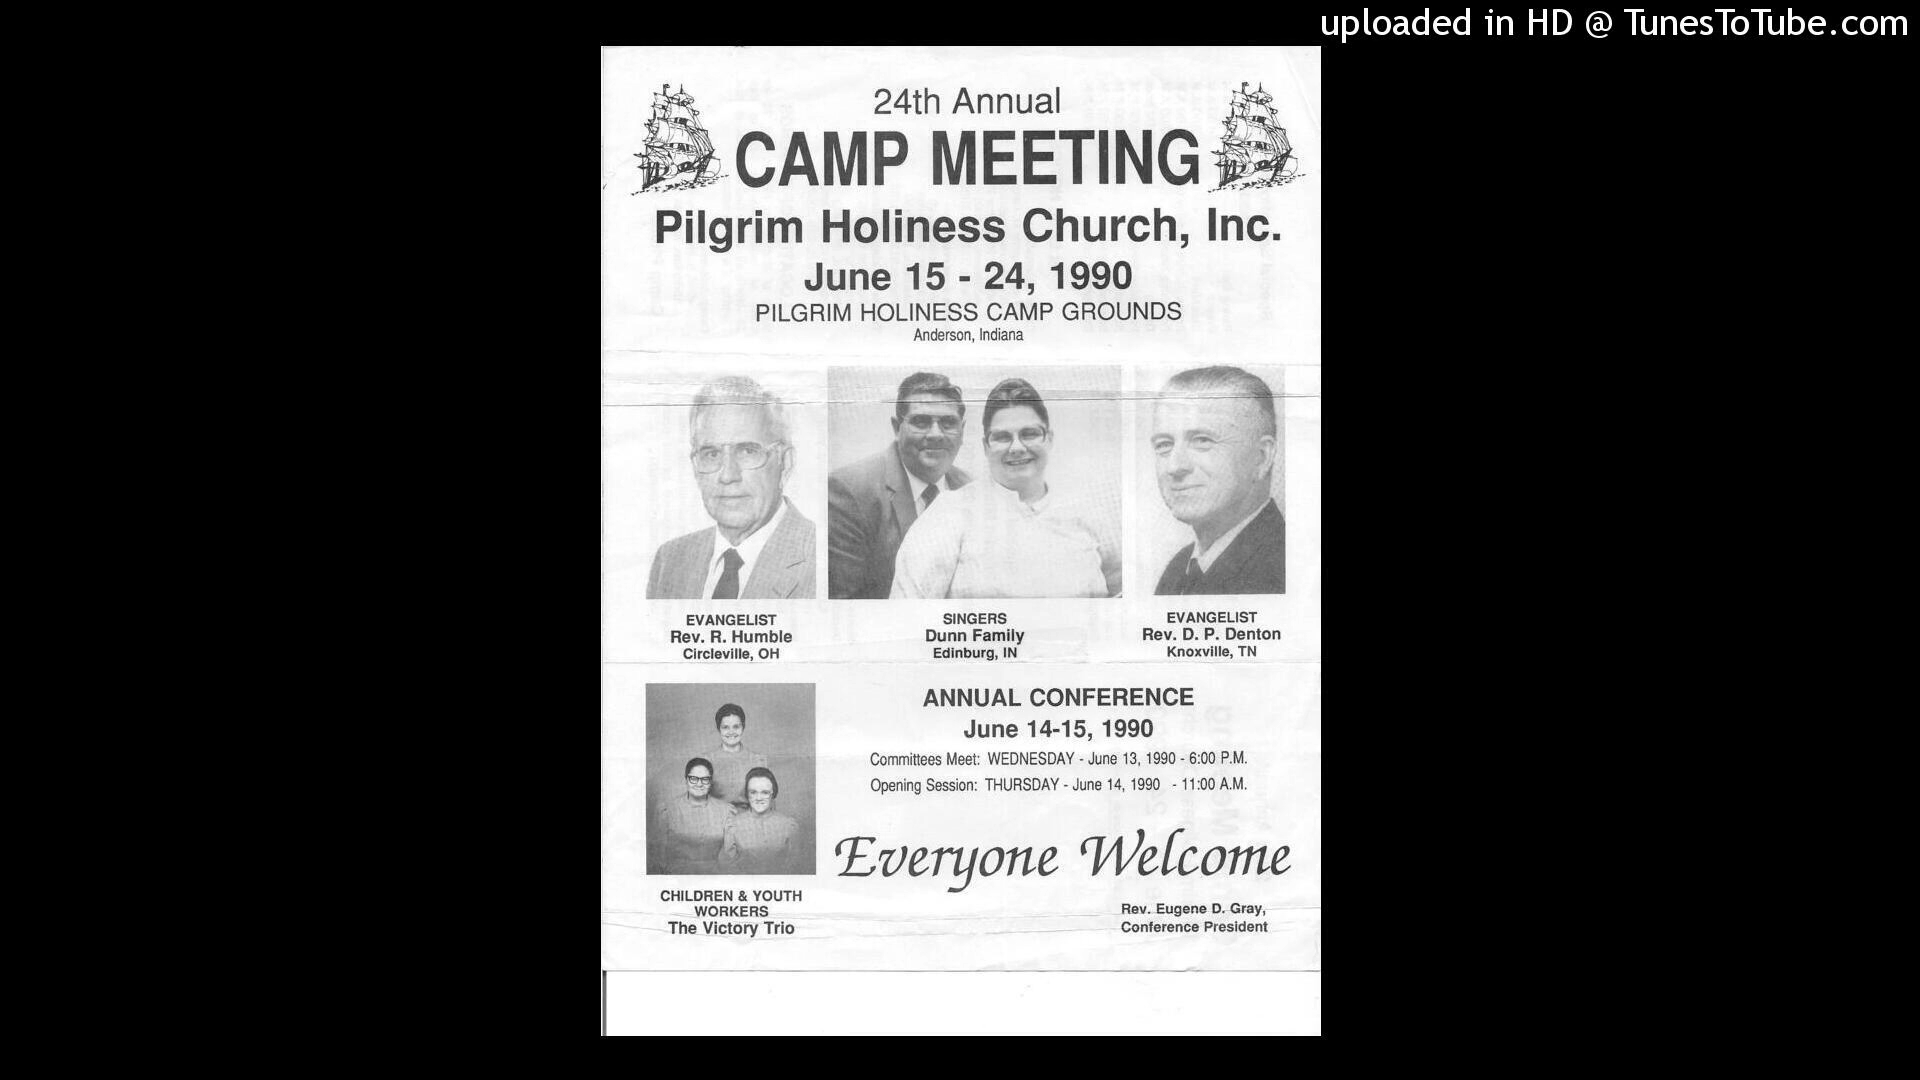 uploaded in HD @ TunesToTube.com
24th Annual
CAMP MEETING
Pilgrim Holiness Church, Inc.
June 15 - 24, 1990
PILGRIM HOLINESS CAMP GROUNDS
Anderson, Indiana
EVANGELIST
Rev. R. Humble
Circleville, OH
SINGERS
Dunn Family
Edinburg, IN
EVANGELIST
Rev. D. P. Denton
Knoxville, TN
ANNUAL CONFERENCE
June 14-15, 1990
Committees Meet: WEDNESDAY - June 13, 1990 - 6:00 P.M.
Opening Session: THURSDAY - June 14, 1990 - 11:00 A.M.
Everyone Welcome
CHILDREN & YOUTH
WORKERS
The Victory Trio
Rev. Eugene D. Gray,
Conference President